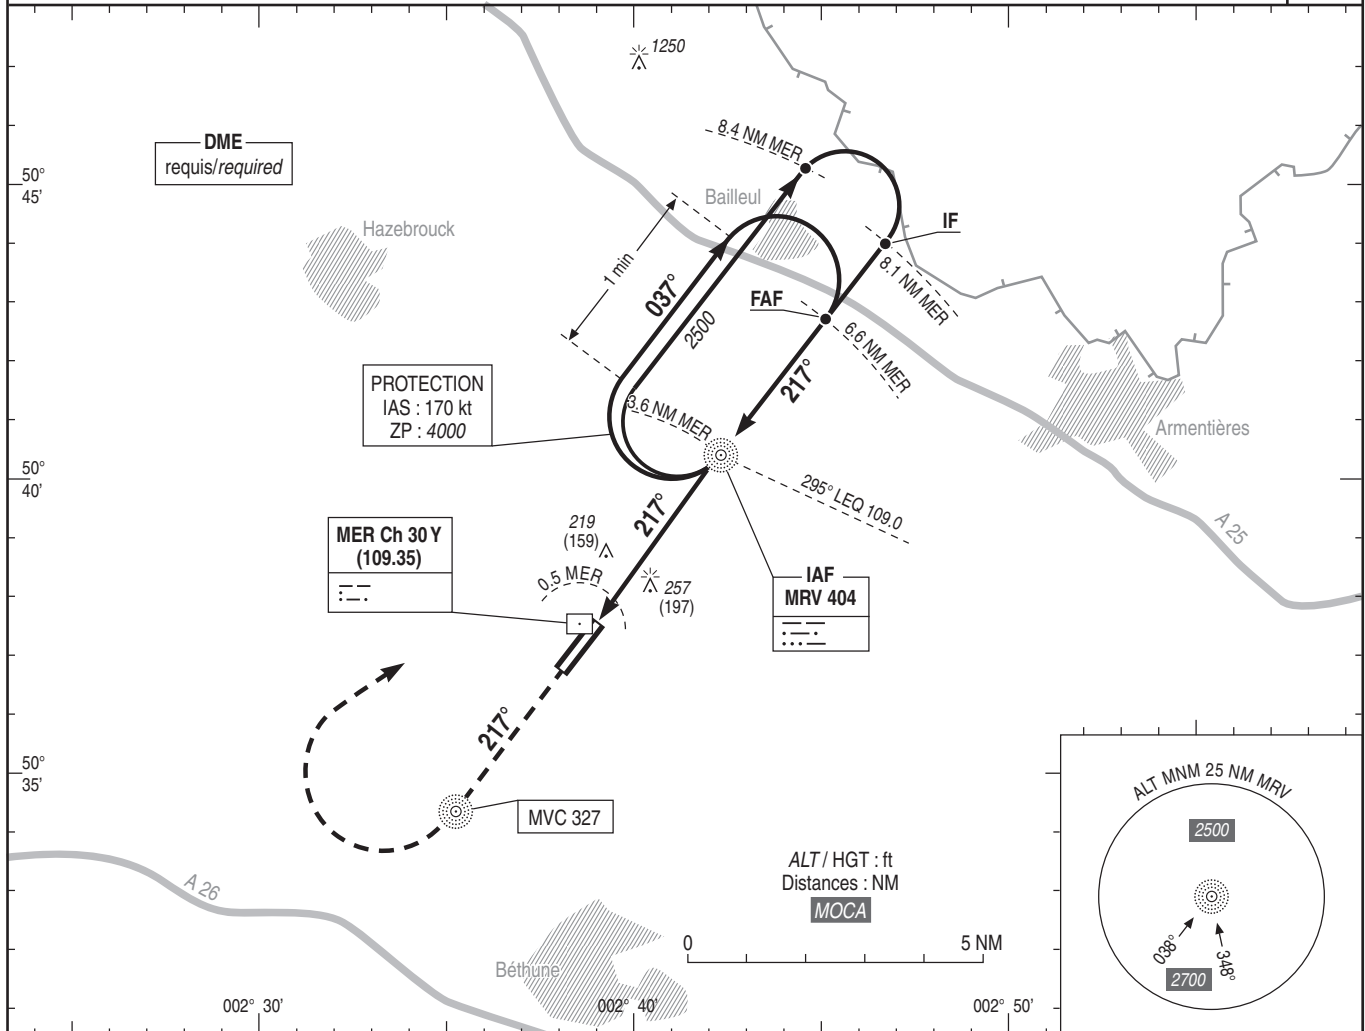 1250
DME
requis/required
8.4 NM MER
50°
45'
Bailleul
Hazebrouck
IF
1 min
037°
2500
FAF
8.1 NM MER
6.6 NM MER
PROTECTION
IAS : 170 kt
ZP : 4000
217°
3.6 NM MER
Armentières
50°
40'
295° LEQ 109.0
A 25
MER Ch 30 Y
(109.35)
219
(159)
217°
0.5 MER
257
(197)
IAF
MRV 404
217°
50°
35'
MVC 327
ALT MNM 25 NM MRV
2500
038°
348°
2700
ALT / HGT : ft
Distances : NM
MOCA
0
5 NM
A 26
Béthune
002° 30'
002° 40'
002° 50'